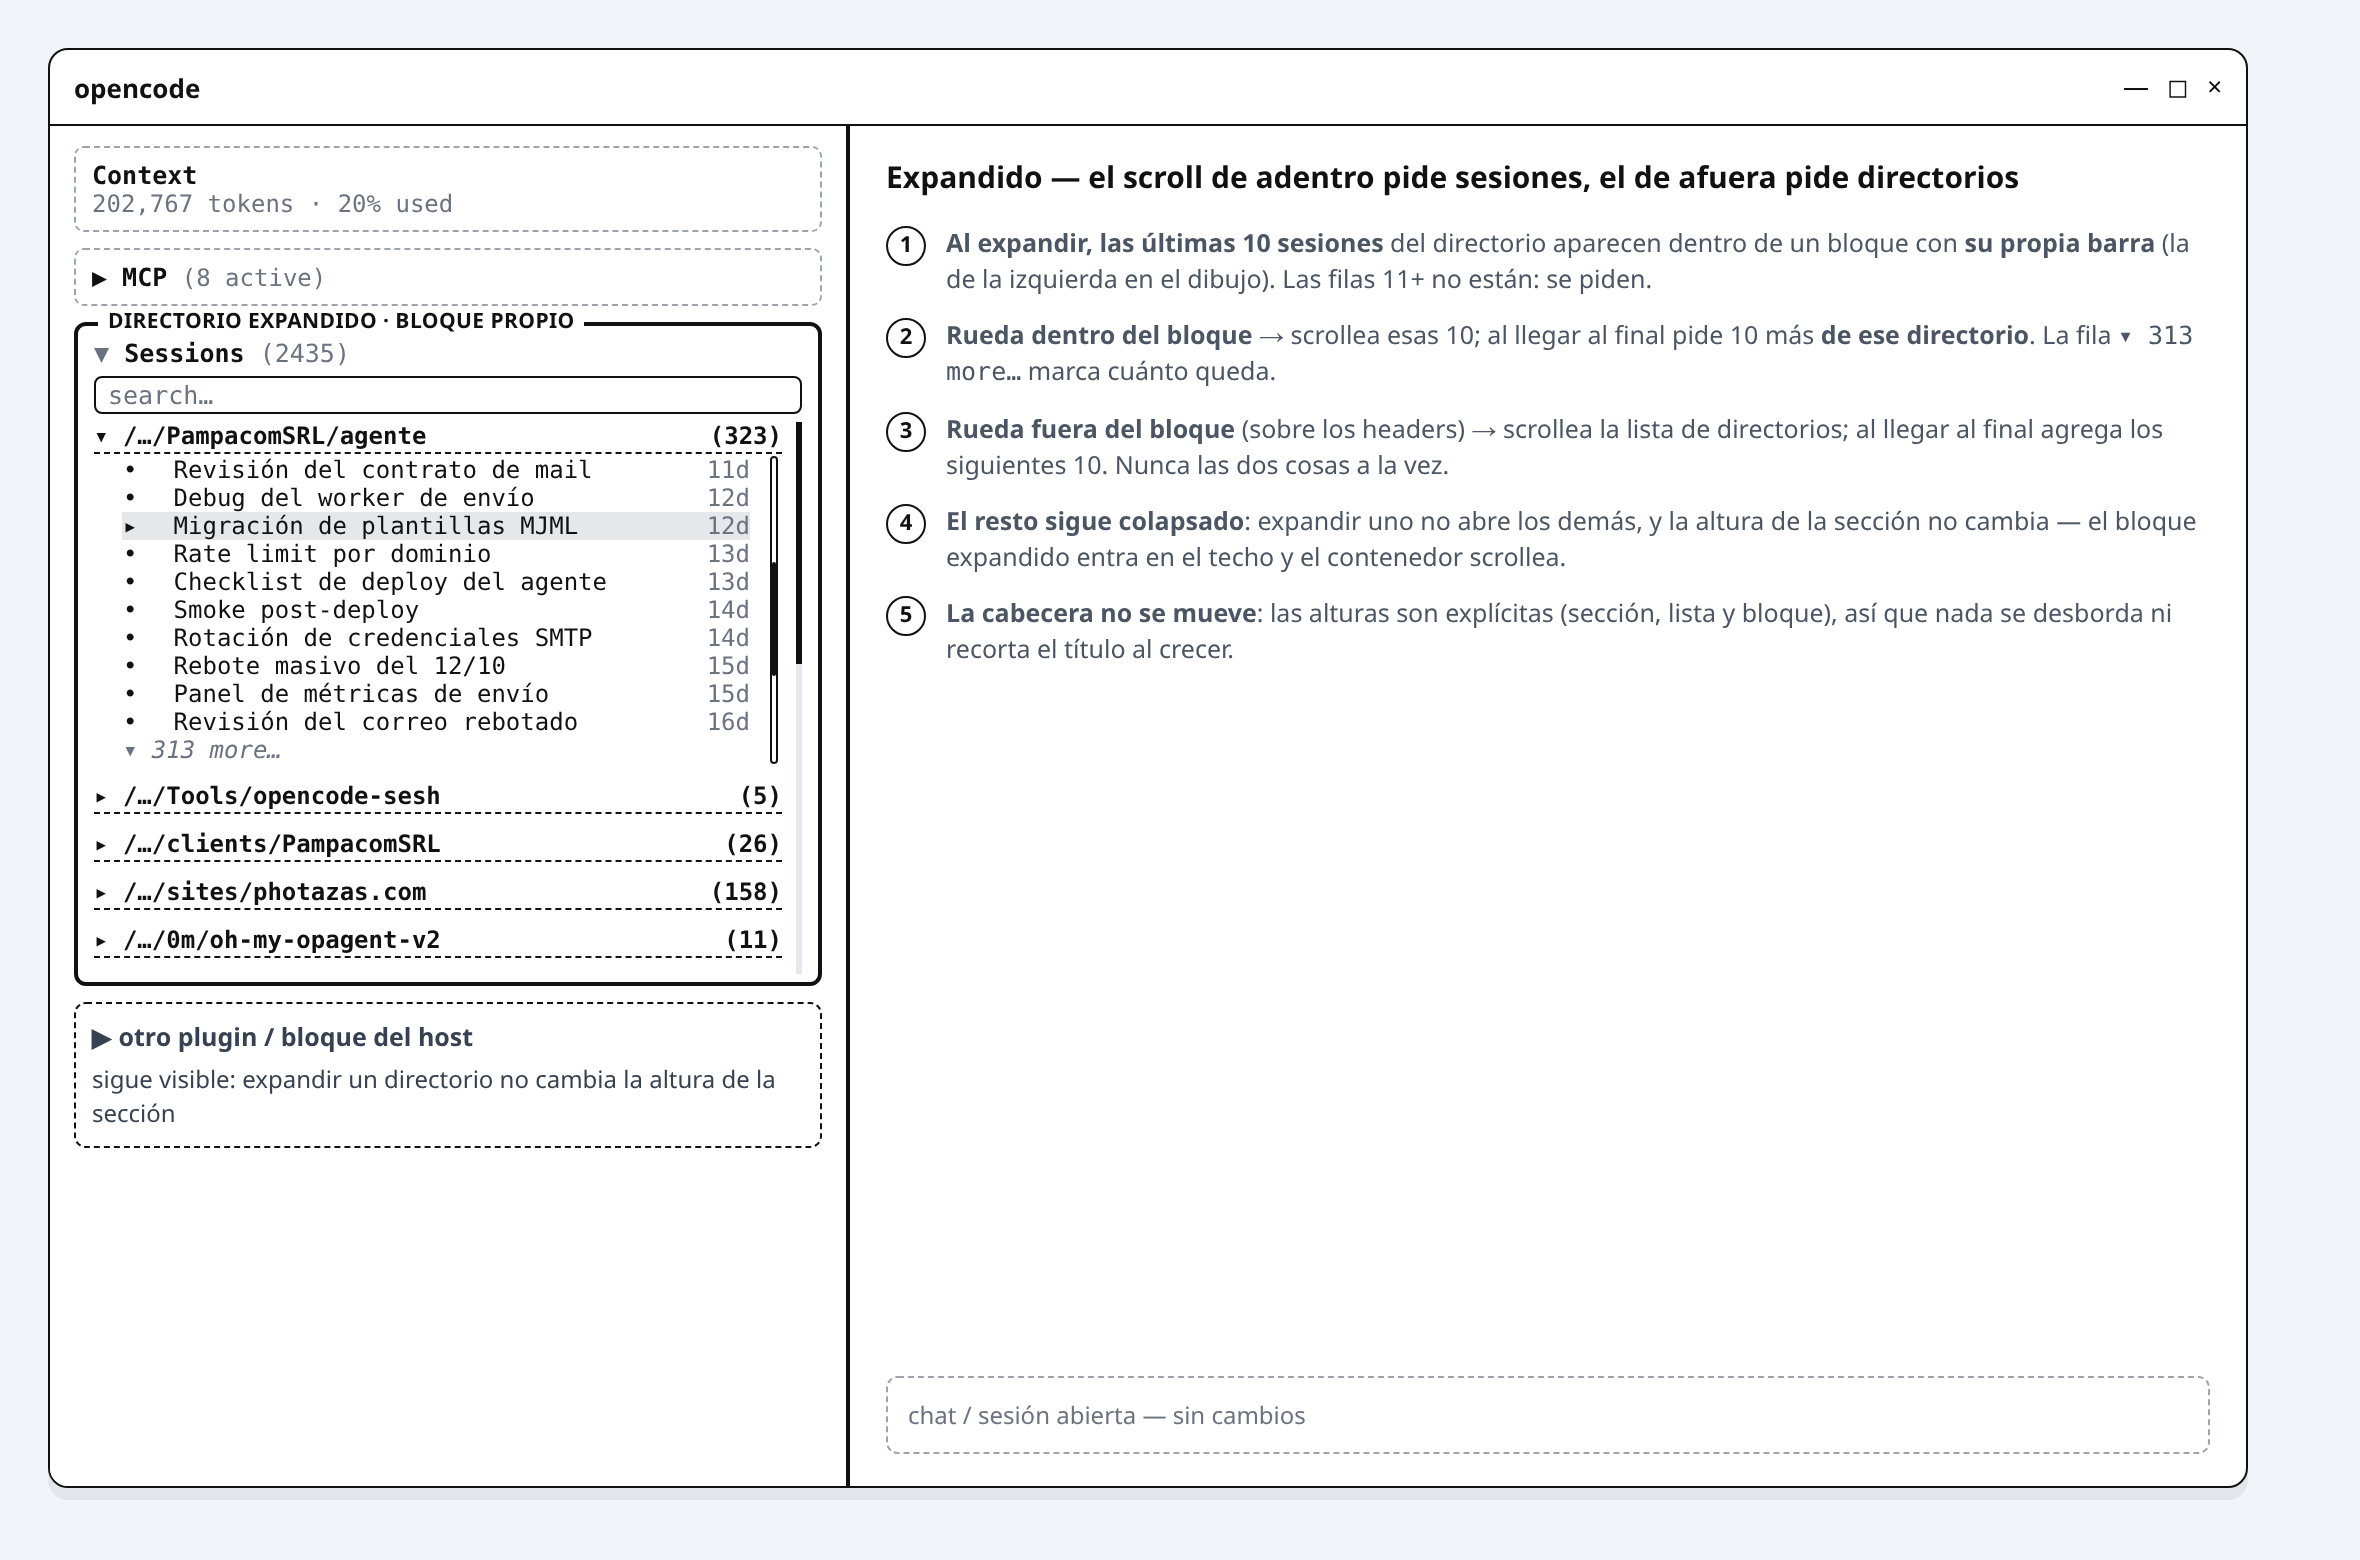 opencode
— □ ×
Context
202,767 tokens · 20% used
▶ MCP (8 active)
DIRECTORIO EXPANDIDO · BLOQUE PROPIO
▼ Sessions (2435)
search…
▾ /…/PampacomSRL/agente (323)
• Revisión del contrato de mail 11d
• Debug del worker de envío 12d
▸ Migración de plantillas MJML 12d
• Rate limit por dominio 13d
• Checklist de deploy del agente 13d
• Smoke post-deploy 14d
• Rotación de credenciales SMTP 14d
• Rebote masivo del 12/10 15d
• Panel de métricas de envío 15d
• Revisión del correo rebotado 16d
▾ 313 more…
▸ /…/Tools/opencode-sesh (5)
▸ /…/clients/PampacomSRL (26)
▸ /…/sites/photazas.com (158)
▸ /…/0m/oh-my-opagent-v2 (11)
▶ otro plugin / bloque del host
sigue visible: expandir un directorio no cambia la altura de la
sección
Expandido — el scroll de adentro pide sesiones, el de afuera pide directorios
1 Al expandir, las últimas 10 sesiones del directorio aparecen dentro de un bloque con su propia barra (la
de la izquierda en el dibujo). Las filas 11+ no están: se piden.
2 Rueda dentro del bloque → scrollea esas 10; al llegar al final pide 10 más de ese directorio. La fila ▾ 313
more… marca cuánto queda.
3 Rueda fuera del bloque (sobre los headers) → scrollea la lista de directorios; al llegar al final agrega los
siguientes 10. Nunca las dos cosas a la vez.
4 El resto sigue colapsado: expandir uno no abre los demás, y la altura de la sección no cambia — el bloque
expandido entra en el techo y el contenedor scrollea.
5 La cabecera no se mueve: las alturas son explícitas (sección, lista y bloque), así que nada se desborda ni
recorta el título al crecer.
chat / sesión abierta — sin cambios